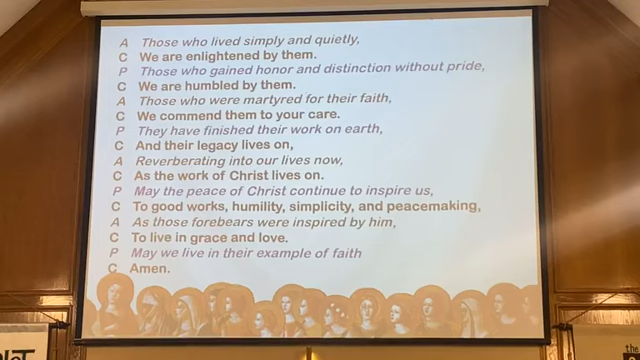 A Those who lived simply and quietly,
C We are enlightened by them.
P Those who gained honor and distinction without pride,
C We are humbled by them.
A Those who were martyred for their faith,
C We commend them to your care.
P They have finished their work on earth,
C And their legacy lives on,
A Reverberating into our lives now,
C As the work of Christ lives on.
P May the peace of Christ continue to inspire us,
C To good works, humility, simplicity, and peacemaking,
A As those forebears were inspired by him,
C To live in grace and love.
P May we live in their example of faith
C Amen.
the